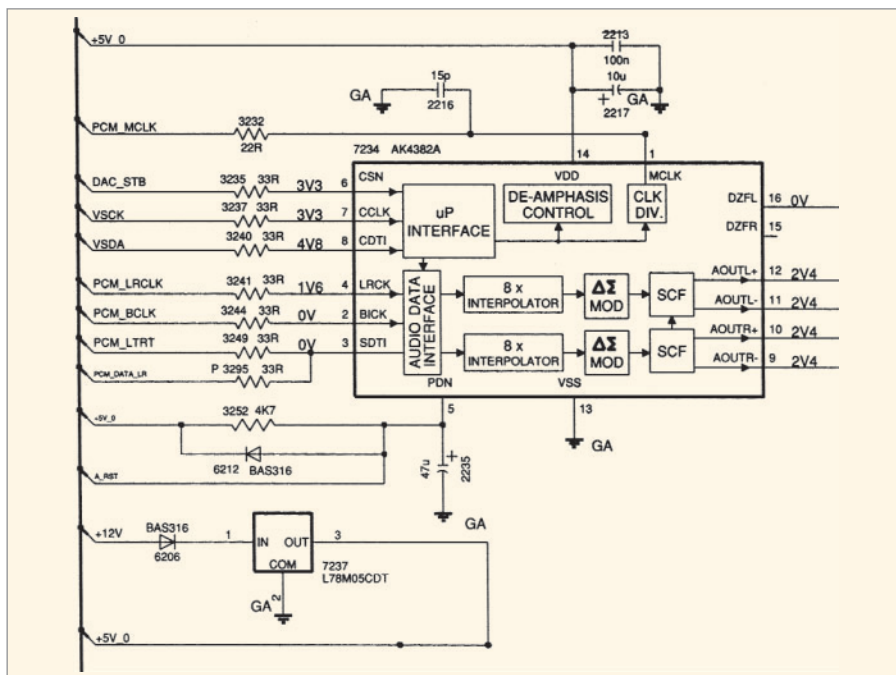 +5V_0
2213
100n
10u
+
GA
2217
15p
GA
2216
PCM_MCLK
3232
22R
7234 AK4382A
14
1
VDD
MCLK
DAC_STB
3235 33R
3V3
6
CSN
VSCK
3237 33R
3V3
7
CCLK
VSDA
3240 33R
4V8
8
CDTI
uP
INTERFACE
DE-AMPHASIS
CONTROL
CLK
DIV.
DZFL
16
0V
DZFR
15
PCM_LRCLK
3241 33R
1V6
4
LRCK
PCM_BCLK
3244 33R
0V
2
BICK
PCM_LTRT
3249 33R
0V
3
SDTI
PCM_DATA_LR
P 3295 33R
AUDIO DATA
INTERFACE
8 x
INTERPOLATOR
ΔΣ
MOD
SCF
8 x
INTERPOLATOR
ΔΣ
MOD
SCF
AOUTL+
12
2V4
AOUTL-
11
2V4
AOUTR+
10
2V4
AOUTR-
9
2V4
PDN
VSS
5
13
GA
+5V_0
3252 4K7
6212 BAS316
A_RST
47u
+
2235
GA
+12V
BAS316
6206
1
IN OUT
COM
3
7237
L78M05CDT
2
GA
+5V_0